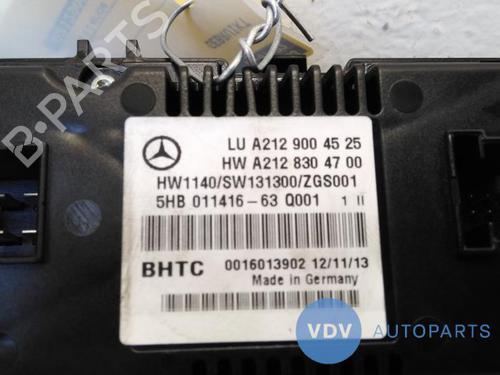 B-PARTS
LU A212 900 45 25
HW A212 830 47 00
HW1140/SW131300/ZGS001
5HB 011416-63 Q001 1 II
BHTC 0016013902 12/11/13
Made in Germany
VDV AUTOPARTS